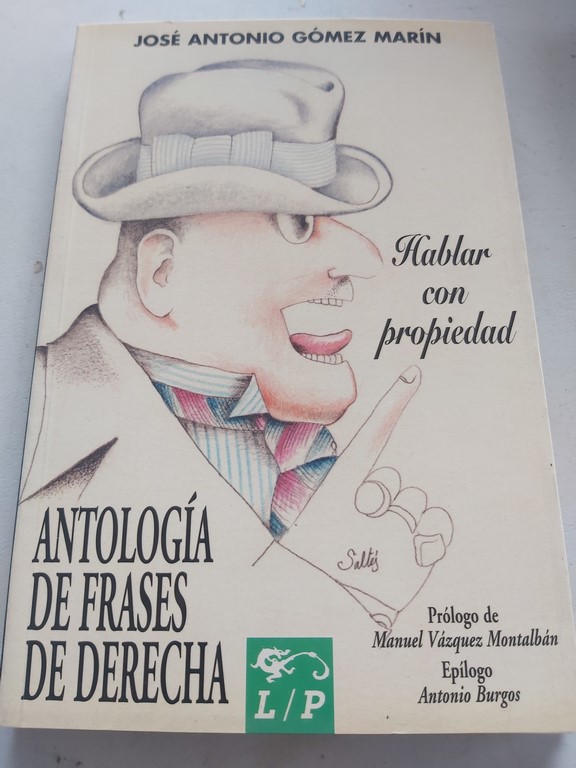 JOSÉ ANTONIO GÓMEZ MARÍN
Hablar
con
propiedad
ANTOLOGÍA
DE FRASES
DE DERECHA
Saltés
Prólogo de
Manuel Vázquez Montalbán
Epílogo
Antonio Burgos
L/P